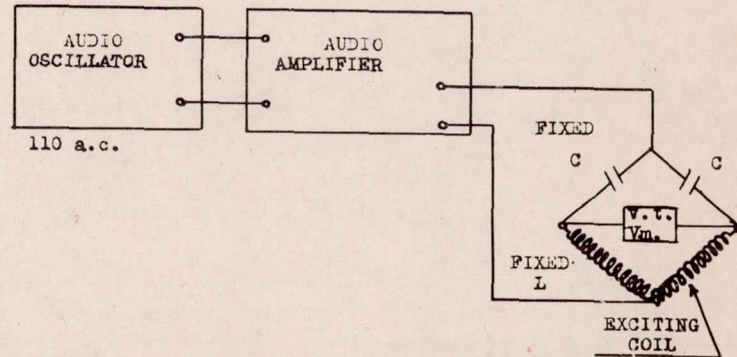 AUDIO
OSCILLATOR
110 a.c.
AUDIO
AMPLIFIER
FIXED
C
C
V.t.
Vm.
FIXED
L
EXCITING
COIL